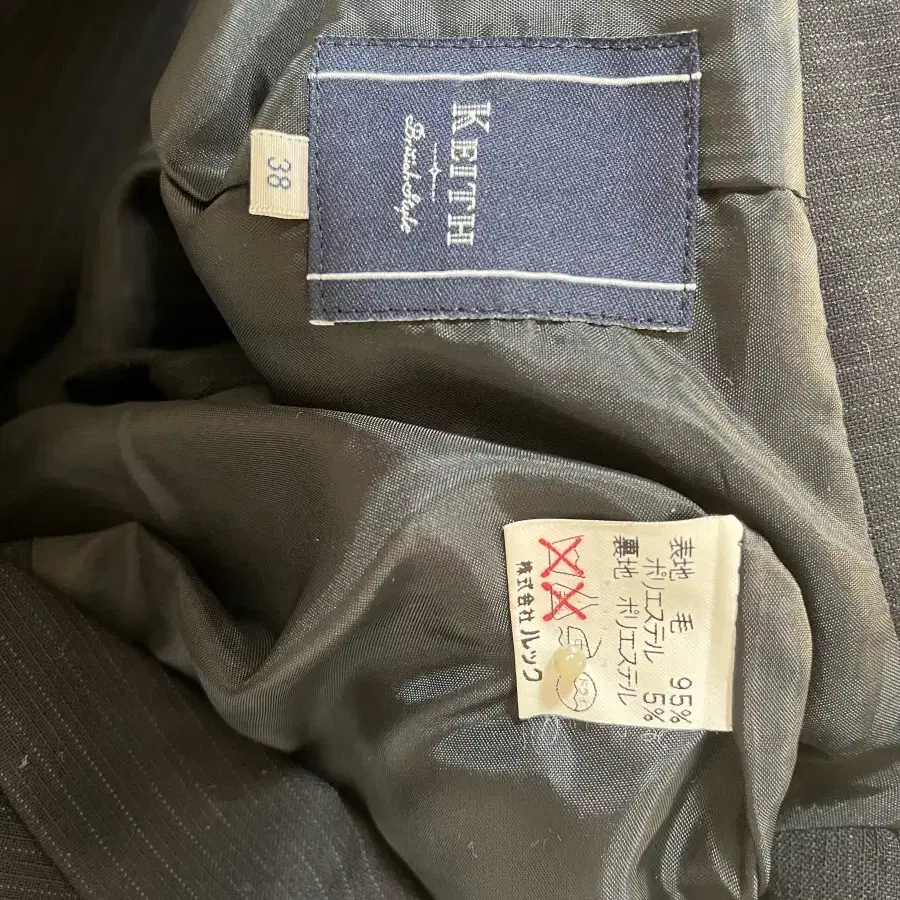 KEITH
British Style
38
表地 毛 95%
ポリエステル 5%
裏地 ポリエステル
株式会社ルック